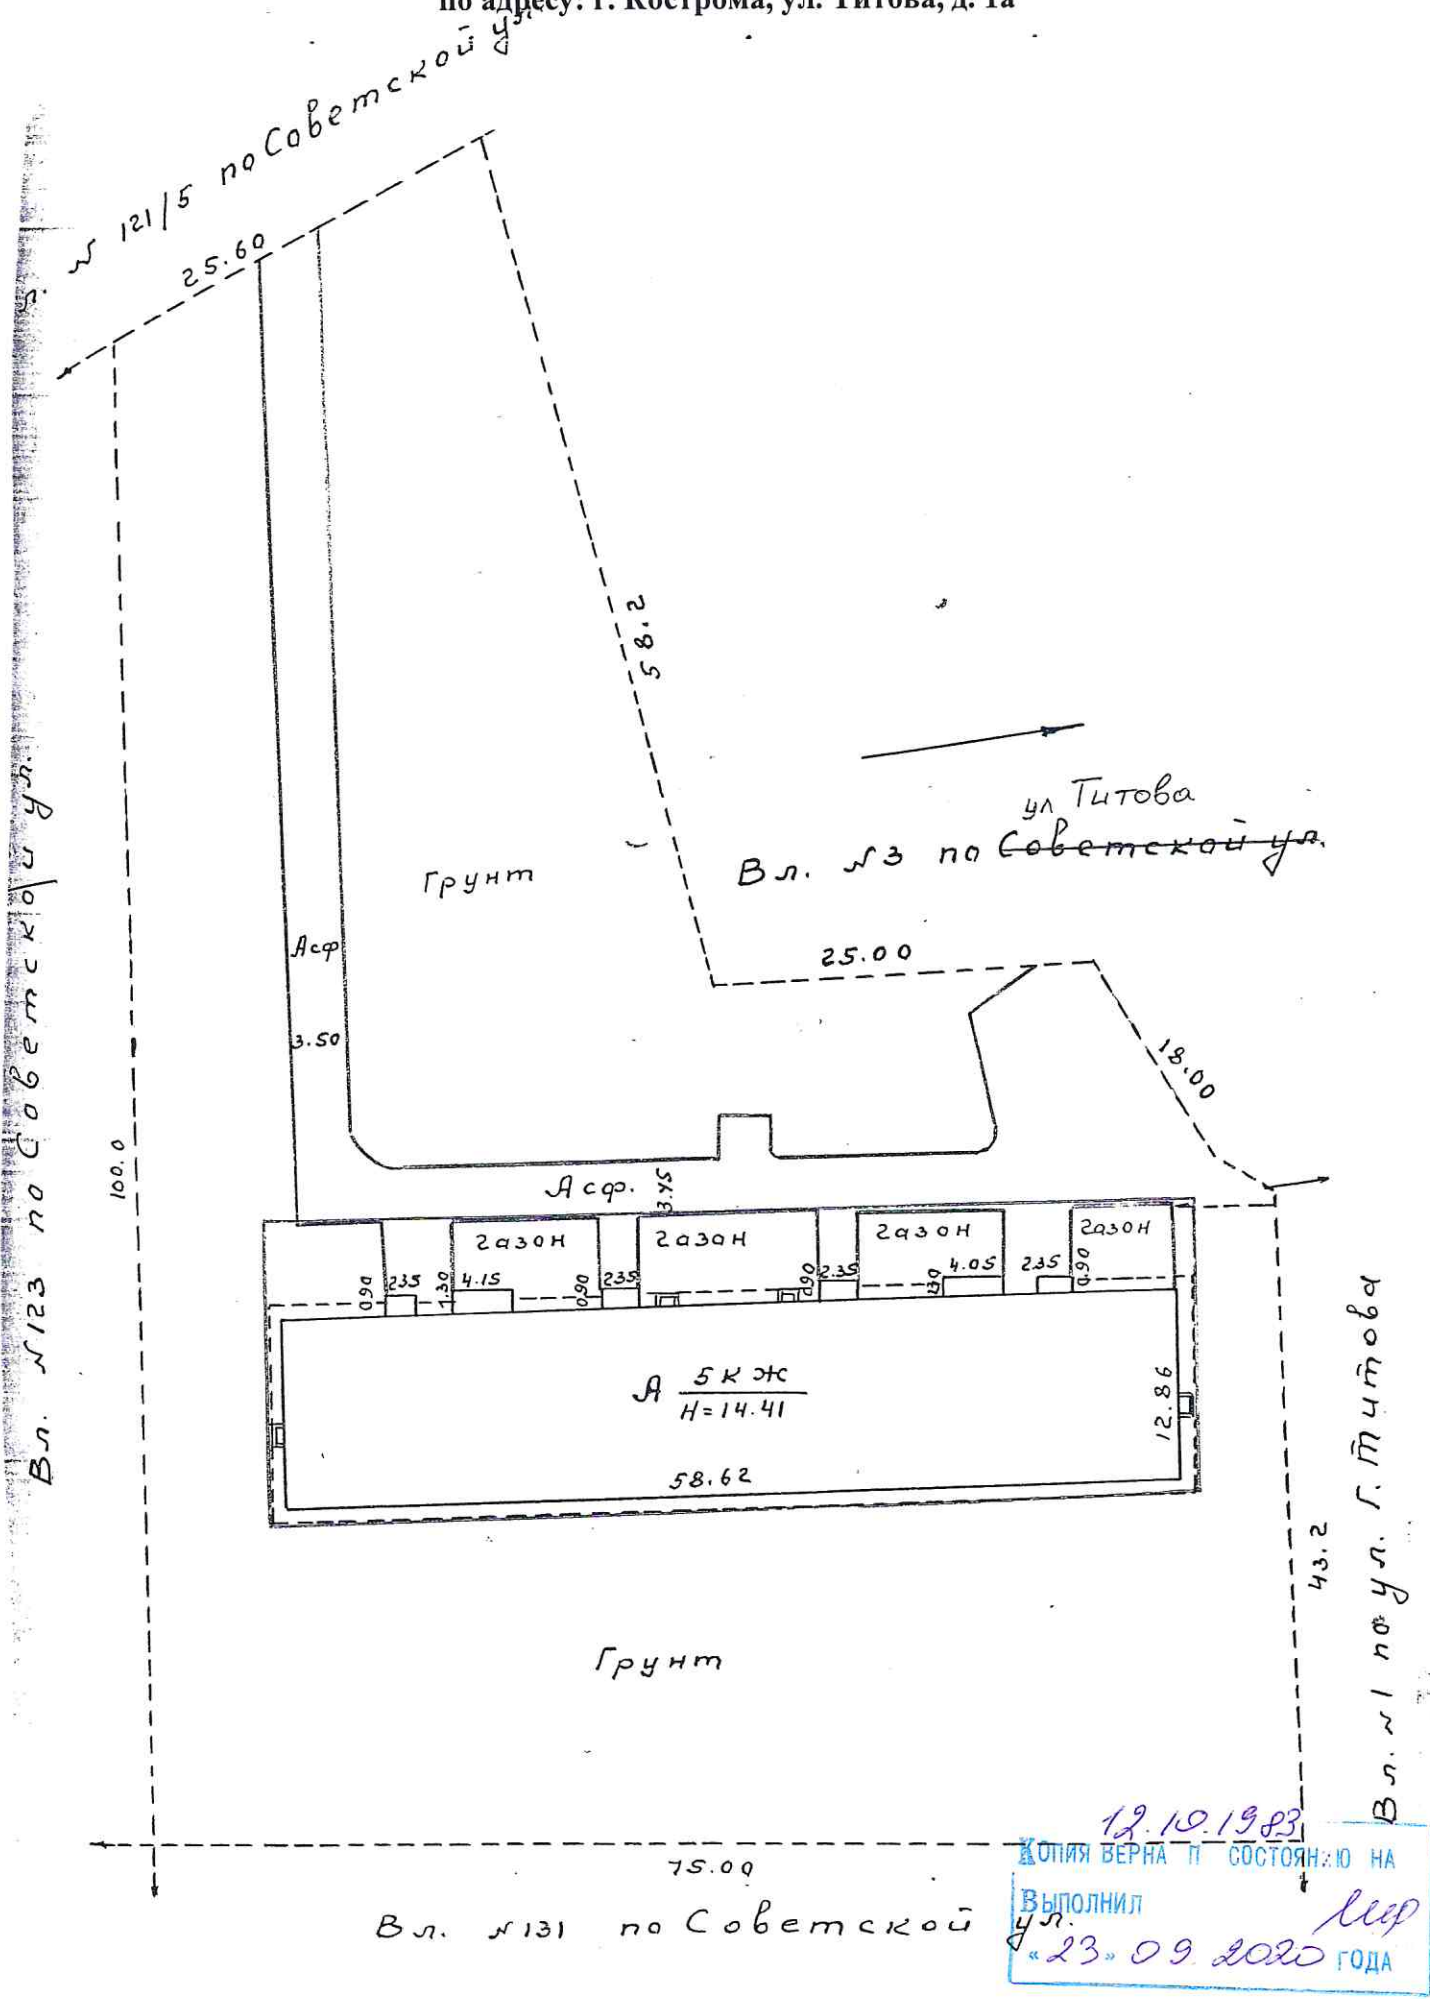 по адресу: г. Кострома, ул. Титова, д. 1а
№ 121/5 по Советской ул.
25.60
58.2
ул Титова
Вл. №3 по Советской ул.
Грунт
25.00
Асф
3.50
18.00
100.0
Вл. №123 по Советской ул.
Асф.
3.45
газон
газон
газон
газон
0.90
2.35
1.30
4.15
0.90
2.35
0.90
2.35
4.05
2.35
0.90
А 5КЖ
Н=14.41
12.86
58.62
43.2
Вл. №1 по ул. Г. Титова
Грунт
75.00
Вл. №131 по Советской ул.
12.10.1983
КОПИЯ ВЕРНА П СОСТОЯНИЮ НА
ВЫПОЛНИЛ
«23» 09 2020 ГОДА